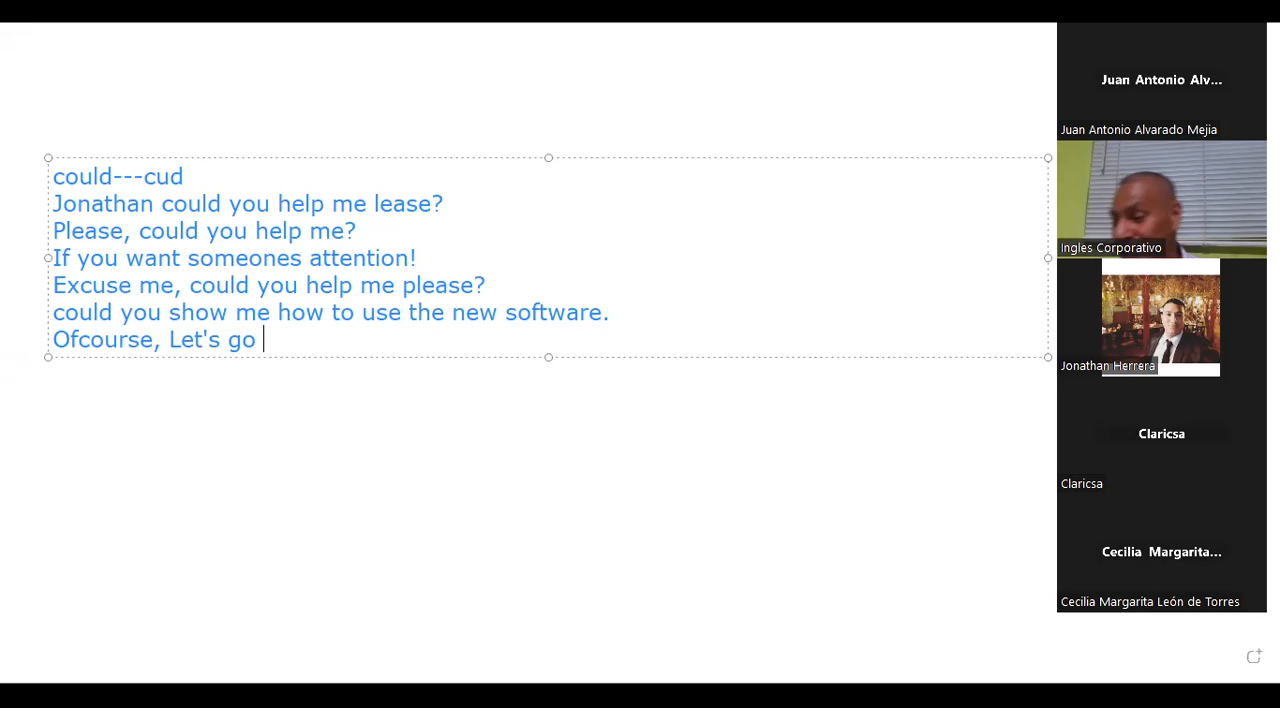 could---cud
Jonathan could you help me lease?
Please, could you help me?
If you want someones attention!
Excuse me, could you help me please?
could you show me how to use the new software.
Ofcourse, Let's go
Juan Antonio Alv...
Juan Antonio Alvarado Mejia
Ingles Corporativo
Jonathan Herrera
Claricsa
Claricsa
Cecilia Margarita...
Cecilia Margarita León de Torres